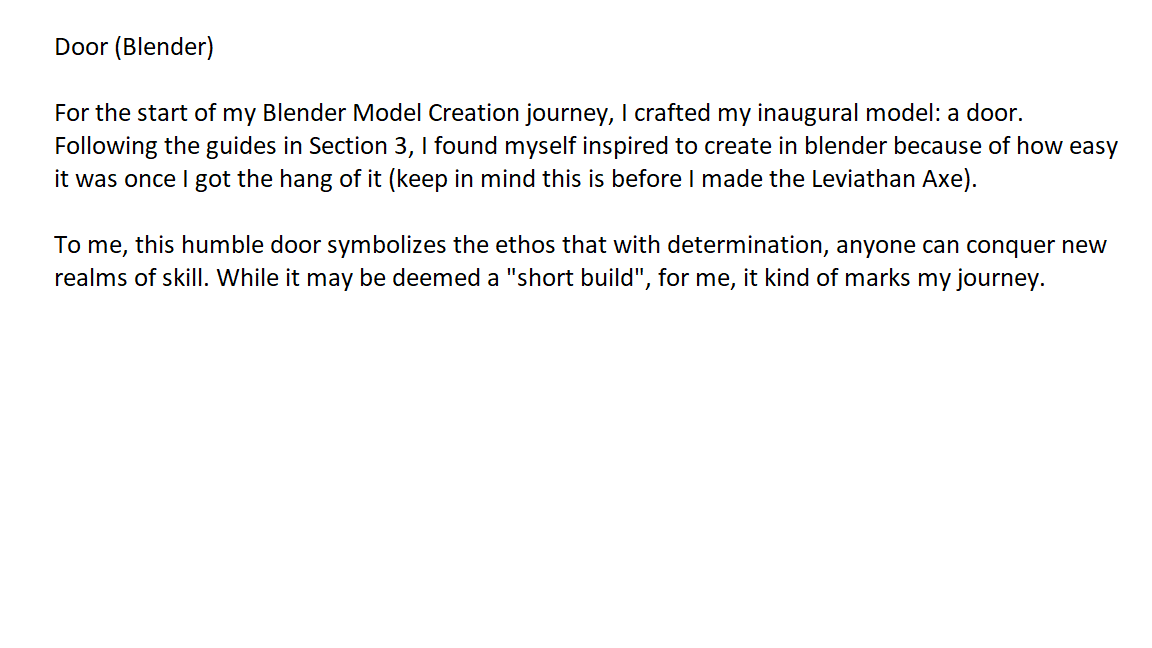 Door (Blender)
For the start of my Blender Model Creation journey, I crafted my inaugural model: a door.
Following the guides in Section 3, I found myself inspired to create in blender because of how easy
it was once I got the hang of it (keep in mind this is before I made the Leviathan Axe).
To me, this humble door symbolizes the ethos that with determination, anyone can conquer new
realms of skill. While it may be deemed a "short build", for me, it kind of marks my journey.